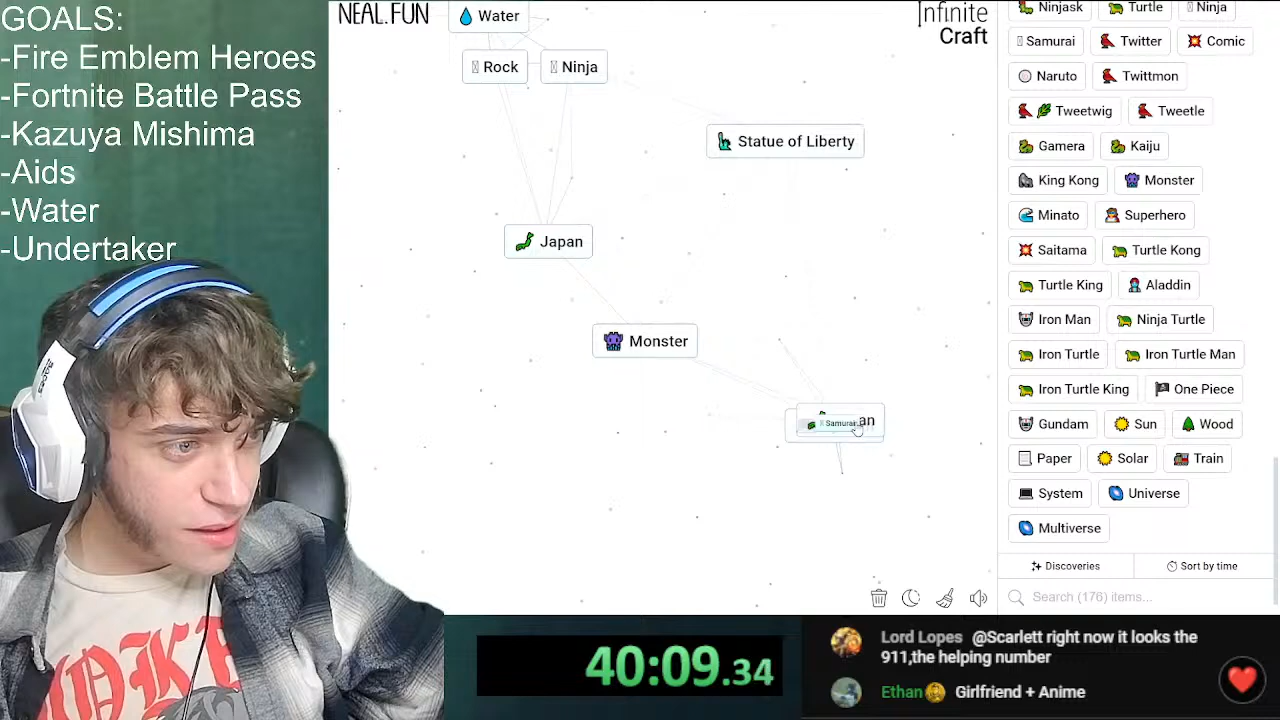 GOALS:
-Fire Emblem Heroes
-Fortnite Battle Pass
-Kazuya Mishima
-Aids
-Water
-Undertaker
NEAL.FUN
Infinite
Craft
Water
Rock
Ninja
Statue of Liberty
Japan
Monster
Samurai
Ninjask
Turtle
Ninja
Samurai
Twitter
Comic
Naruto
Twittmon
Tweetwig
Tweetle
Gamera
Kaiju
King Kong
Monster
Minato
Superhero
Saitama
Turtle Kong
Turtle King
Aladdin
Iron Man
Ninja Turtle
Iron Turtle
Iron Turtle Man
Iron Turtle King
One Piece
Gundam
Sun
Wood
Paper
Solar
Train
System
Universe
Multiverse
Discoveries
Sort by time
Search (176) items...
40:09.34
Lord Lopes @Scarlett right now it looks the
911,the helping number
Ethan Girlfriend + Anime